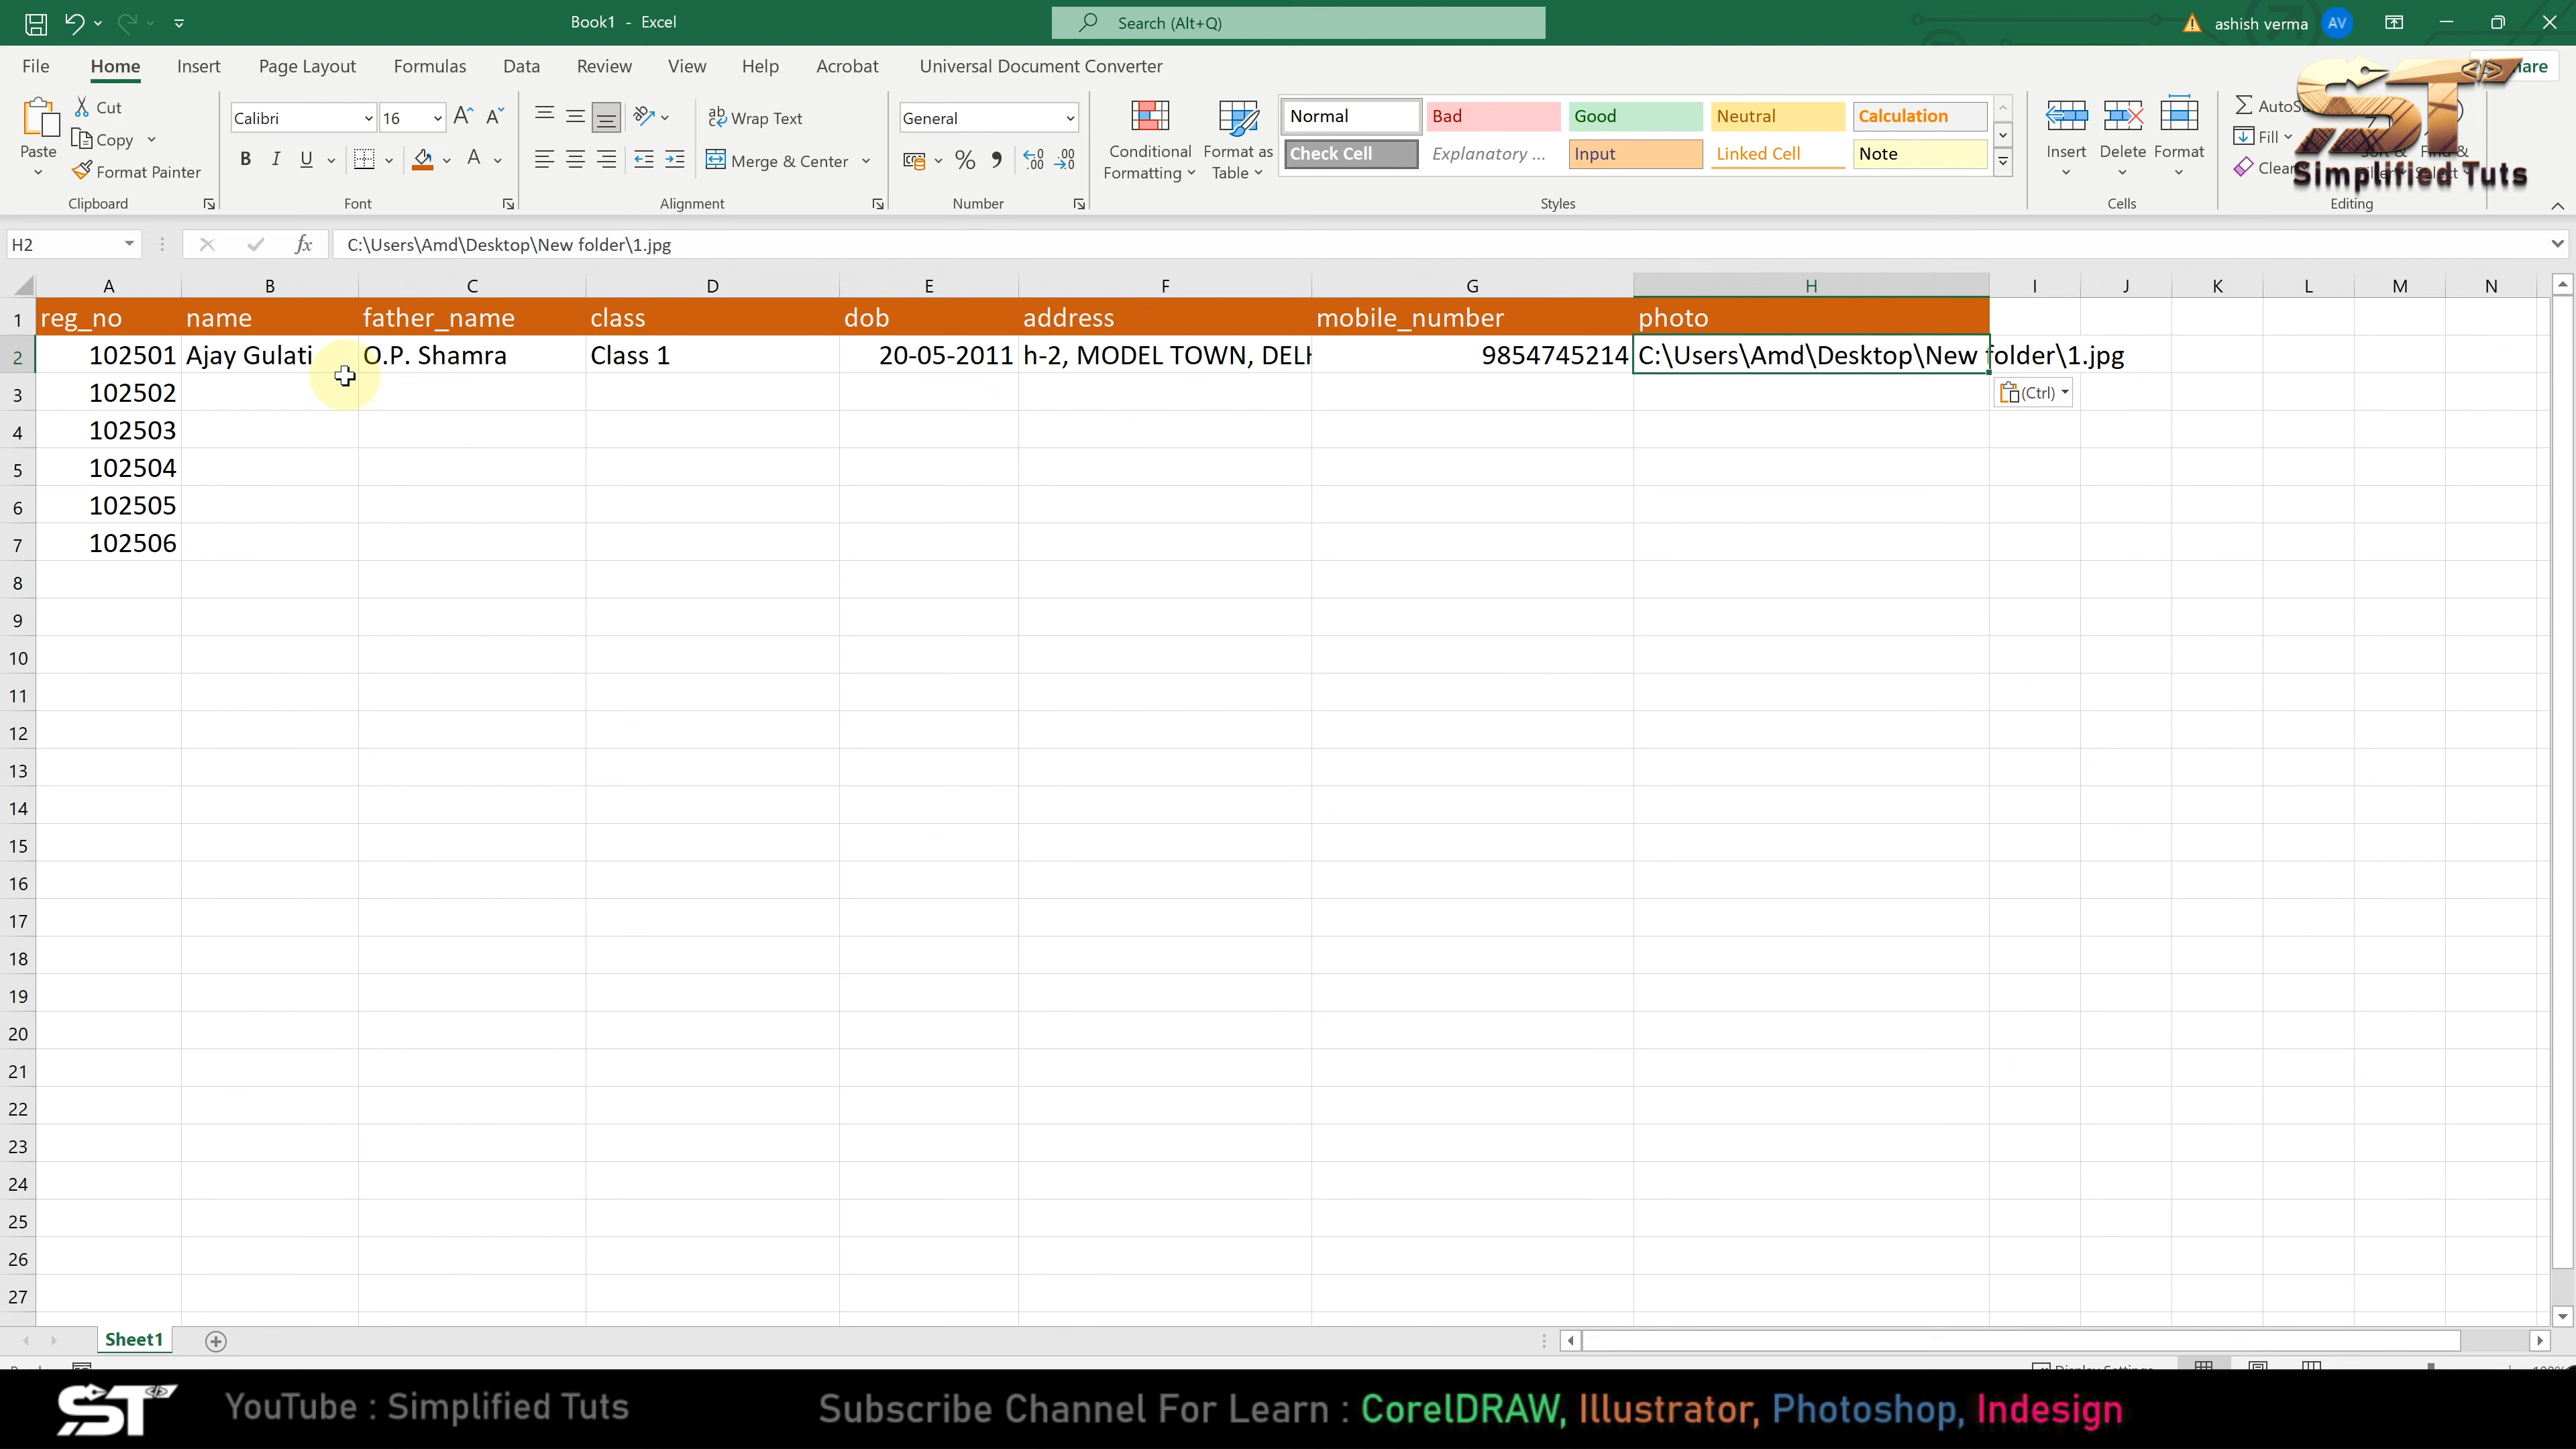 Book1 - Excel
Search (Alt+Q)
ashish verma AV
File Home Insert Page Layout Formulas Data Review View Help Acrobat Universal Document Converter
Paste
Cut
Copy
Format Painter
Clipboard
Calibri 16
B I U
Font
Wrap Text
Merge & Center
Alignment
General
Number
Conditional Formatting
Format as Table
Normal Bad Good Neutral Calculation
Check Cell Explanatory ... Input Linked Cell Note
Styles
Insert Delete Format
Cells
Fill
Clear
Editing
ST
Simplified Tuts
H2 fx C:\Users\Amd\Desktop\New folder\1.jpg
A B C D E F G H I J K L M N
1 reg_no name father_name class dob address mobile_number photo
2 102501 Ajay Gulati O.P. Shamra Class 1 20-05-2011 h-2, MODEL TOWN, DELH 9854745214 C:\Users\Amd\Desktop\New folder\1.jpg
(Ctrl)
3 102502
4 102503
5 102504
6 102505
7 102506
8
9
10
11
12
13
14
15
16
17
18
19
20
21
22
23
24
25
26
27
Sheet1
ST YouTube : Simplified Tuts Subscribe Channel For Learn : CorelDRAW, Illustrator, Photoshop, Indesign